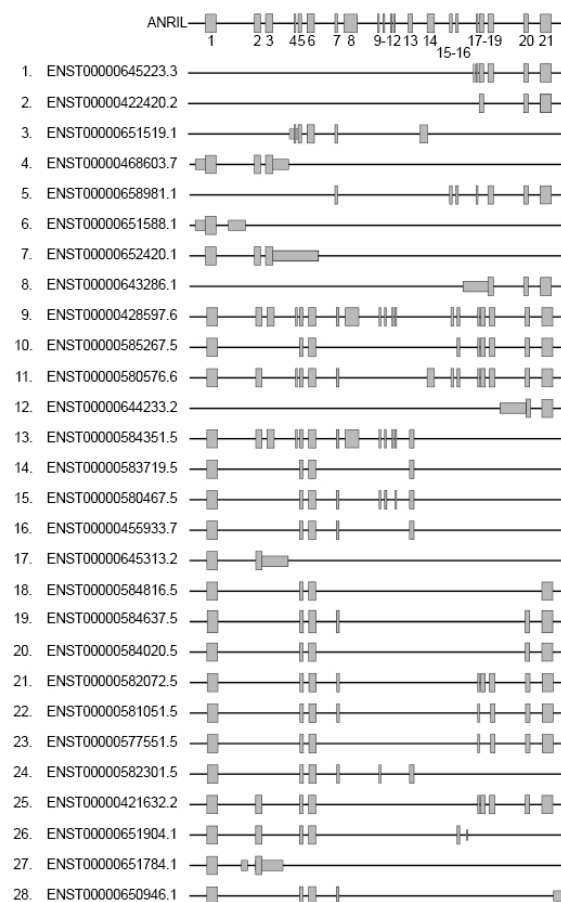 ANRIL
1 2 3 45 6 7 8 9-12 13 14 17-19 20 21
15-16
1. ENST00000645223.3
2. ENST00000422420.2
3. ENST00000651519.1
4. ENST00000468603.7
5. ENST00000658981.1
6. ENST00000651588.1
7. ENST00000652420.1
8. ENST00000643286.1
9. ENST00000428597.6
10. ENST00000585267.5
11. ENST00000580576.6
12. ENST00000644233.2
13. ENST00000584351.5
14. ENST00000583719.5
15. ENST00000580467.5
16. ENST00000455933.7
17. ENST00000645313.2
18. ENST00000584816.5
19. ENST00000584637.5
20. ENST00000584020.5
21. ENST00000582072.5
22. ENST00000581051.5
23. ENST00000577551.5
24. ENST00000582301.5
25. ENST00000421632.2
26. ENST00000651904.1
27. ENST00000651784.1
28. ENST00000650946.1